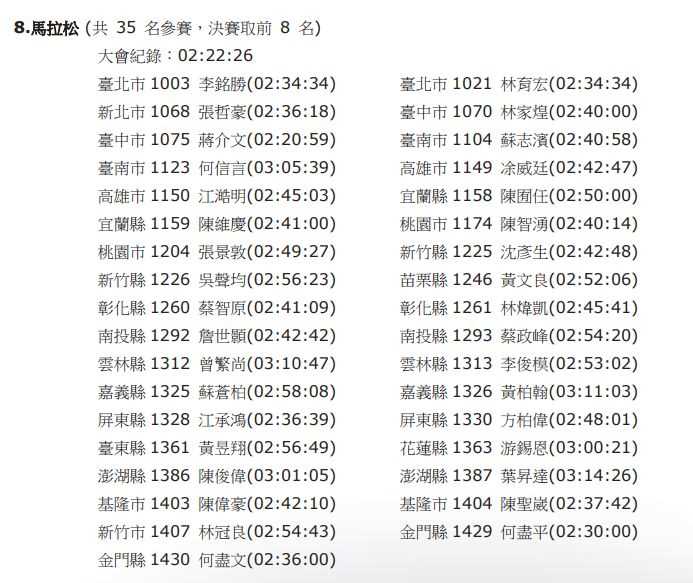 8.馬拉松 (共 35 名參賽，決賽取前 8 名)
大會紀錄：02:22:26
臺北市 1003 李銘勝(02:34:34) 臺北市 1021 林育宏(02:34:34)
新北市 1068 張哲豪(02:36:18) 臺中市 1070 林家煌(02:40:00)
臺中市 1075 蔣介文(02:20:59) 臺南市 1104 蘇志濱(02:40:58)
臺南市 1123 何信言(03:05:39) 高雄市 1149 凃威廷(02:42:47)
高雄市 1150 江澔明(02:45:03) 宜蘭縣 1158 陳囿任(02:50:00)
宜蘭縣 1159 陳維慶(02:41:00) 桃園市 1174 陳智湧(02:40:14)
桃園市 1204 張景敦(02:49:27) 新竹縣 1225 沈彥生(02:42:48)
新竹縣 1226 吳聲均(02:56:23) 苗栗縣 1246 黃文良(02:52:06)
彰化縣 1260 蔡智原(02:41:09) 彰化縣 1261 林煒凱(02:45:41)
南投縣 1292 詹世顥(02:42:42) 南投縣 1293 蔡政峰(02:54:20)
雲林縣 1312 曾繁尚(03:10:47) 雲林縣 1313 李俊模(02:53:02)
嘉義縣 1325 蘇蒼柏(02:58:08) 嘉義縣 1326 黃柏翰(03:11:03)
屏東縣 1328 江承鴻(02:36:39) 屏東縣 1330 方柏偉(02:48:01)
臺東縣 1361 黃昱翔(02:56:49) 花蓮縣 1363 游錫恩(03:00:21)
澎湖縣 1386 陳俊偉(03:01:05) 澎湖縣 1387 葉昇達(03:14:26)
基隆市 1403 陳偉豪(02:42:10) 基隆市 1404 陳聖崴(02:37:42)
新竹市 1407 林冠良(02:54:43) 金門縣 1429 何盡平(02:30:00)
金門縣 1430 何盡文(02:36:00)